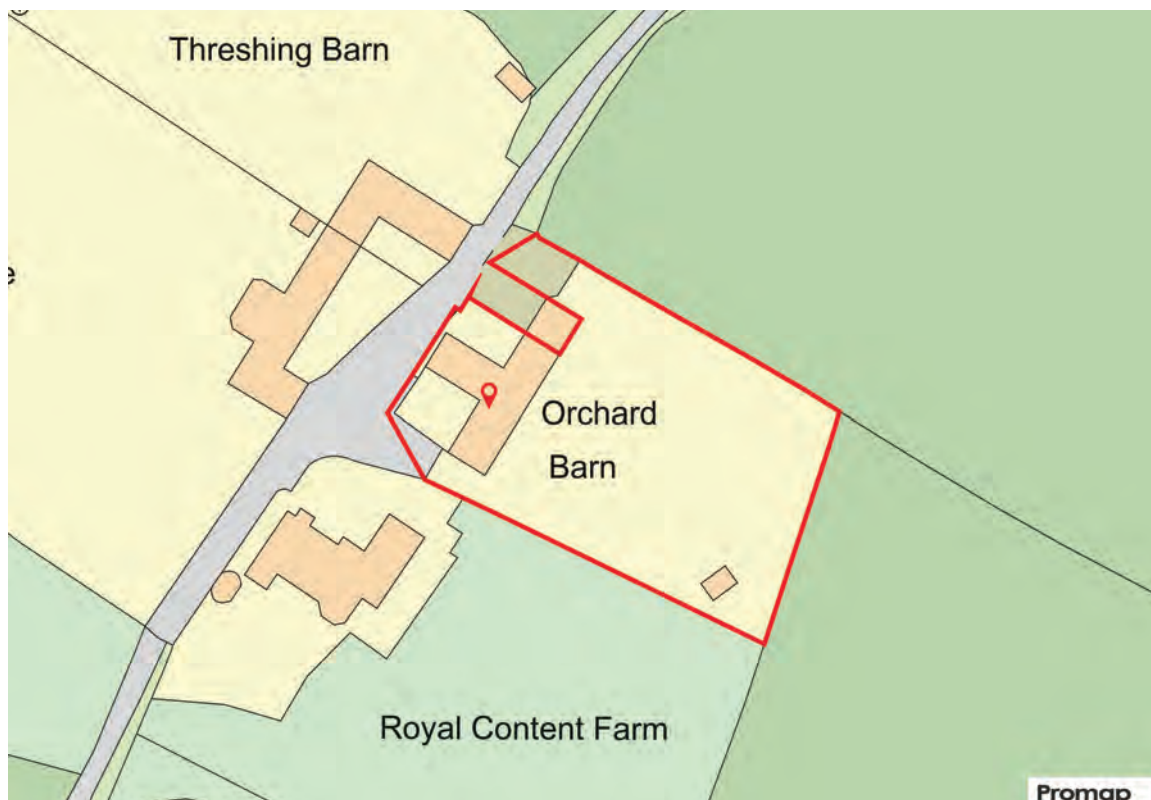 Threshing Barn
e
Orchard
Barn
Royal Content Farm
Promap